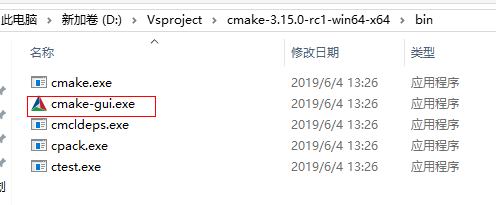 此电脑 > 新加卷 (D:) > Vsproject > cmake-3.15.0-rc1-win64-x64 > bin
名称 修改日期 类型
cmake.exe 2019/6/4 13:26 应用程序
cmake-gui.exe 2019/6/4 13:26 应用程序
cmcldeps.exe 2019/6/4 13:26 应用程序
cpack.exe 2019/6/4 13:26 应用程序
ctest.exe 2019/6/4 13:26 应用程序